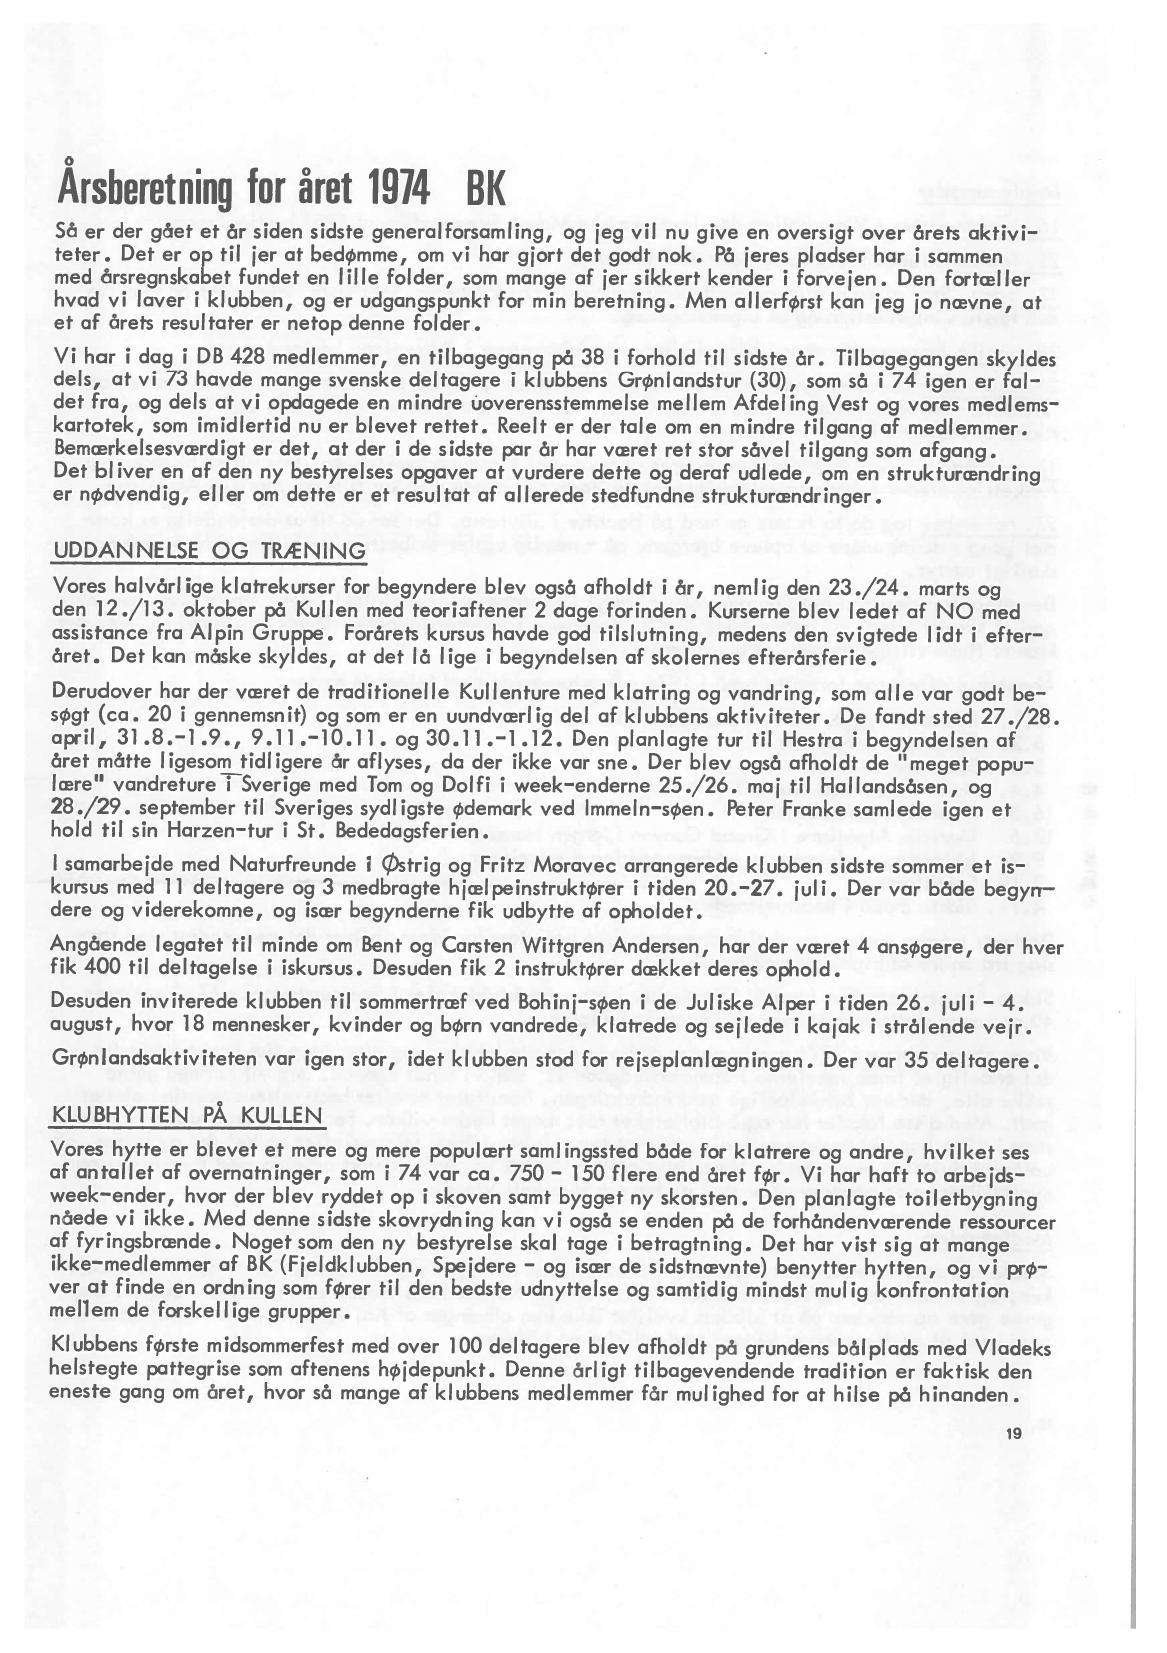 Årsberetning for året 1974 BK
Så er der gået et år siden sidste generalforsamling, og jeg vil nu give en oversigt over årets aktivi-
teter. Det er op til jer at bedømme, om vi har gjort det godt nok. På jeres pladser har i sammen
med årsregnskabet fundet en lille folder, som mange af jer sikkert kender i forvejen. Den fortæller
hvad vi laver i klubben, og er udgangspunkt for min beretning. Men allerførst kan jeg jo nævne, at
et af årets resultater er netop denne folder.
Vi har i dag i DB 428 medlemmer, en tilbagegang på 38 i forhold til sidste år. Tilbagegangen skyldes
dels, at vi 73 havde mange svenske deltagere i klubbens Grønlandstur (30), som så i 74 igen er fal-
det fra, og dels at vi opdagede en mindre uoverensstemmelse mellem Afdeling Vest og vores medlems-
kartotek, som imidlertid nu er blevet rettet. Reelt er der tale om en mindre tilgang af medlemmer.
Bemærkelsesværdigt er det, at der i de sidste par år har været ret stor såvel tilgang som afgang.
Det bliver en af den ny bestyrelses opgaver at vurdere dette og deraf udlede, om en strukturændring
er nødvendig, eller om dette er et resultat af allerede stedfundne strukturændringer.
UDDANNELSE OG TRÆNING
Vores halvårlige klatrekurser for begyndere blev også afholdt i år, nemlig den 23./24. marts og
den 12./13. oktober på Kullen med teoriaftener 2 dage forinden. Kurserne blev ledet af NO med
assistance fra Alpin Gruppe. Forårets kursus havde god tilslutning, medens den svigtede lidt i efter-
året. Det kan måske skyldes, at det lå lige i begyndelsen af skolernes efterårsferie.
Derudover har der været de traditionelle Kullenture med klatring og vandring, som alle var godt be-
søgt (ca. 20 i gennemsnit) og som er en uundværlig del af klubbens aktiviteter. De fandt sted 27./28.
april, 31.8.-1.9., 9.11.-10.11. og 30.11.-1.12. Den planlagte tur til Hestra i begyndelsen af
året måtte ligesom tidligere år aflyses, da der ikke var sne. Der blev også afholdt de "meget popu-
lære" vandreture i Sverige med Tom og Dolfi i week-enderne 25./26. maj til Hallandsåsen, og
28./29. september til Sveriges sydligste ødemark ved Immeln-søen. Peter Franke samlede igen et
hold til sin Harzen-tur i St. Bededagsferien.
I samarbejde med Naturfreunde i Østrig og Fritz Moravec arrangerede klubben sidste sommer et is-
kursus med 11 deltagere og 3 medbragte hjælpeinstruktører i tiden 20.-27. juli. Der var både begyn-
dere og viderekomne, og især begynderne fik udbytte af opholdet.
Angående legatet til minde om Bent og Carsten Wittgren Andersen, har der været 4 ansøgere, der hver
fik 400 til deltagelse i iskursus. Desuden fik 2 instruktører dækket deres ophold.
Desuden inviterede klubben til sommertræf ved Bohinj-søen i de Juliske Alper i tiden 26. juli - 4.
august, hvor 18 mennesker, kvinder og børn vandrede, klatrede og sejlede i kajak i strålende vejr.
Grønlandsaktiviteten var igen stor, idet klubben stod for rejseplanlægningen. Der var 35 deltagere.
KLUBHYTTEN PÅ KULLEN
Vores hytte er blevet et mere og mere populært samlingssted både for klatrere og andre, hvilket ses
af antallet af overnatninger, som i 74 var ca. 750 - 150 flere end året før. Vi har haft to arbejds-
week-ender, hvor der blev ryddet op i skoven samt bygget ny skorsten. Den planlagte toiletbygning
nåede vi ikke. Med denne sidste skovrydning kan vi også se enden på de forhåndenværende ressourcer
af fyringsbrænde. Noget som den ny bestyrelse skal tage i betragtning. Det har vist sig at mange
ikke-medlemmer af BK (Fjeldklubben, Spejdere - og især de sidstnævnte) benytter hytten, og vi prø-
ver at finde en ordning som fører til den bedste udnyttelse og samtidig mindst mulig konfrontation
mellem de forskellige grupper.
Klubbens første midsommerfest med over 100 deltagere blev afholdt på grundens bålplads med Vladeks
helstegte pattegrise som aftenens højdepunkt. Denne årligt tilbagevendende tradition er faktisk den
eneste gang om året, hvor så mange af klubbens medlemmer får mulighed for at hilse på hinanden.
19